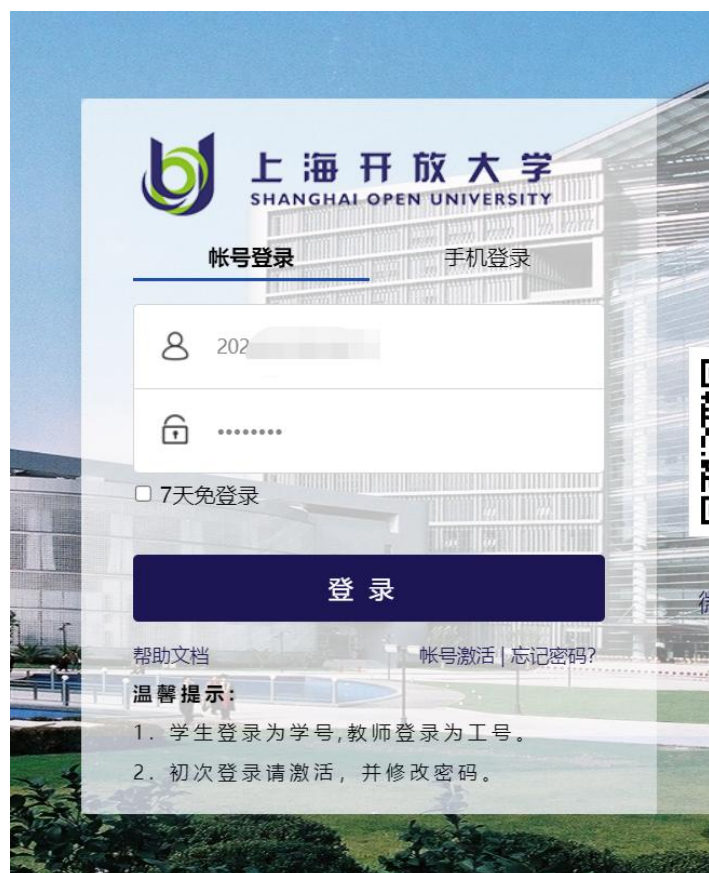 上海开放大学
SHANGHAI OPEN UNIVERSITY
帐号登录 手机登录
202
••••••••
7天免登录
登 录
帮助文档 帐号激活 | 忘记密码?
温馨提示:
1. 学生登录为学号,教师登录为工号。
2. 初次登录请激活, 并修改密码。